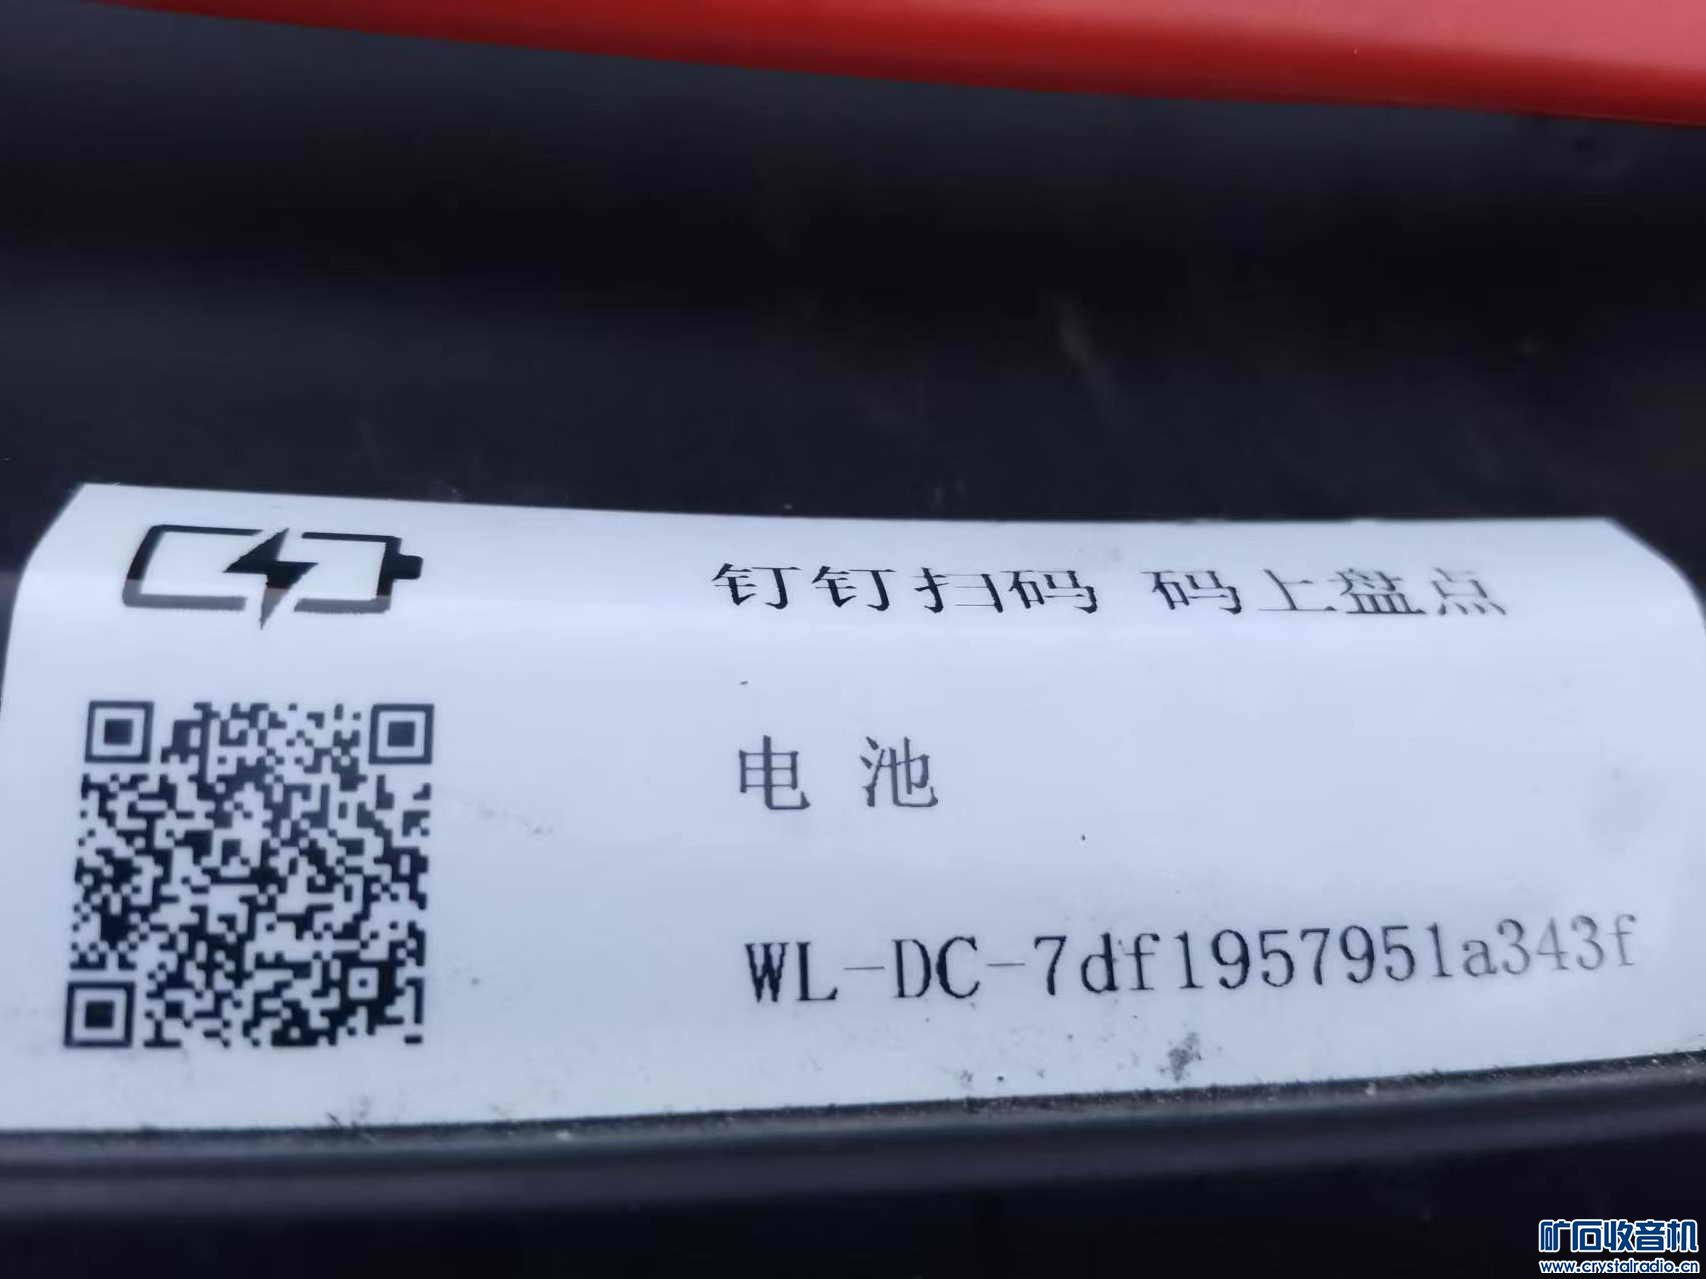 钉钉扫码 码上盘点
电 池
WL-DC-7df1957951a343f
矿石收音机
www.crystalradio.cn